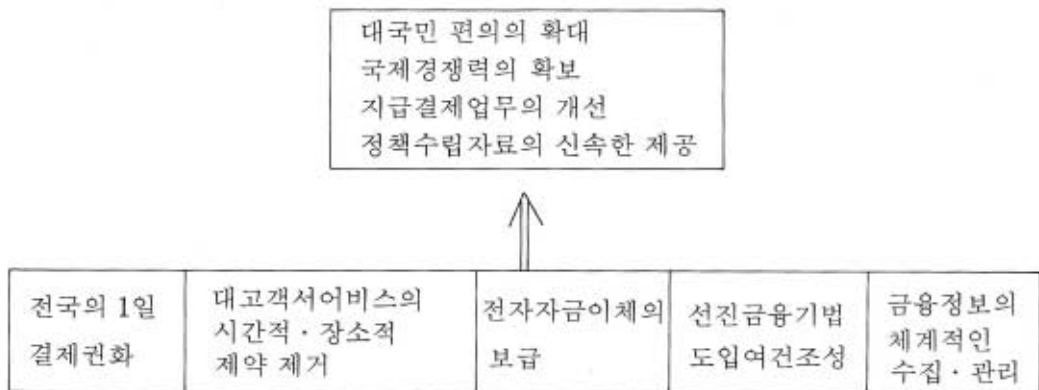 대국민 편의의 확대
국제경쟁력의 확보
지급결제업무의 개선
정책수립자료의 신속한 제공
전국의 1일
결제권화
대고객서어비스의
시간적·장소적
제약 제거
전자자금이체의
보급
선진금융기법
도입여건조성
금융정보의
체계적인
수집·관리